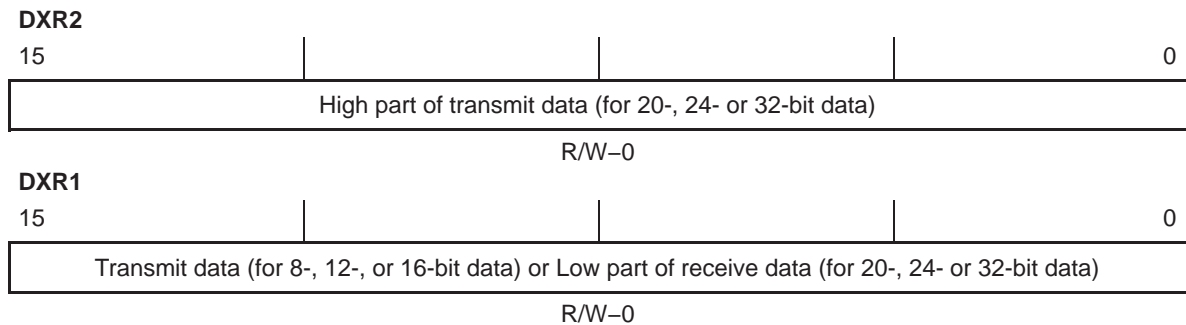 DXR2
15 0
High part of transmit data (for 20-, 24- or 32-bit data)
R/W−0
DXR1
15 0
Transmit data (for 8-, 12-, or 16-bit data) or Low part of receive data (for 20-, 24- or 32-bit data)
R/W−0